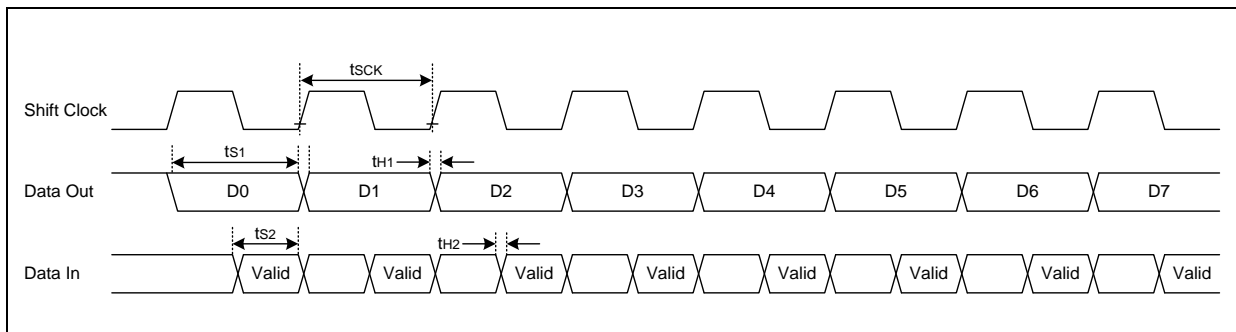 tSCK
Shift Clock
tS1
tH1
Data Out D0 D1 D2 D3 D4 D5 D6 D7
tS2
tH2
Data In Valid Valid Valid Valid Valid Valid Valid Valid